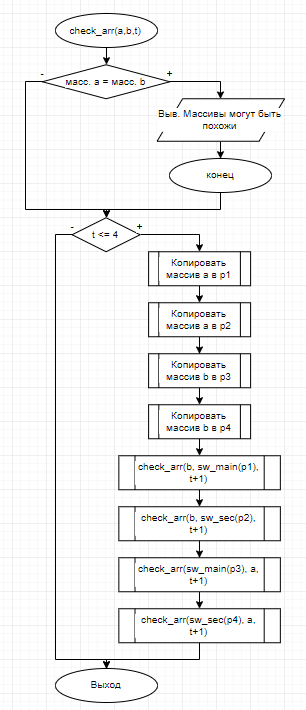 check_arr(a,b,t)
-
масс. a = масс. b
+
Выв. Массивы могут быть
похожи
конец
-
t <= 4
+
Копировать
массив a в p1
Копировать
массив a в p2
Копировать
массив b в p3
Копировать
массив b в p4
check_arr(b, sw_main(p1),
t+1)
check_arr(b, sw_sec(p2),
t+1)
check_arr(sw_main(p3), a,
t+1)
check_arr(sw_sec(p4), a,
t+1)
Выход